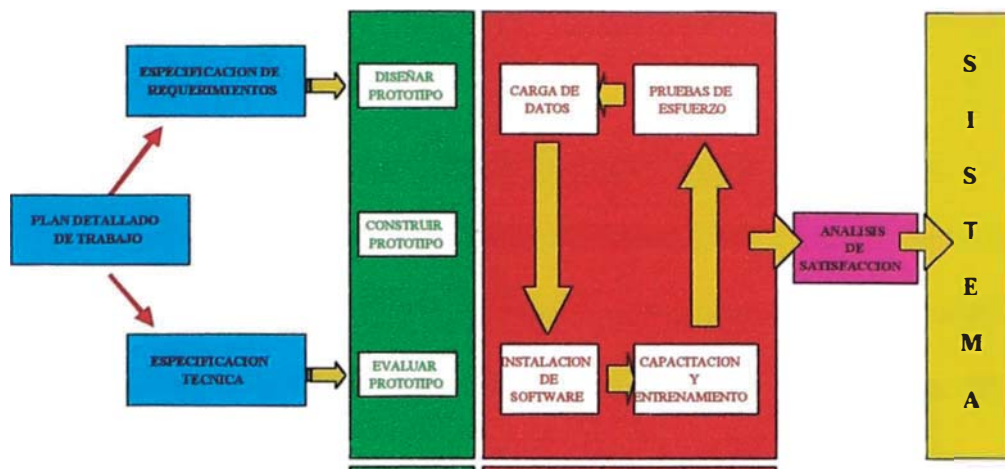 ESPECIFICACION DE
REQUERIMIENTOS
PLAN DETALLADO
DE TRABAJO
ESPECIFICACION
TECNICA
DISEÑAR
PROTOTIPO
CONSTRUIR
PROTOTIPO
EVALUAR
PROTOTIPO
CARGA DE
DATOS
PRUEBAS DE
ESFUERZO
INSTALACION
DE
SOFTWARE
CAPACITACION
Y
ENTRENAMIENTO
ANALISIS
DE
SATISFACCION
S
I
S
T
E
M
A